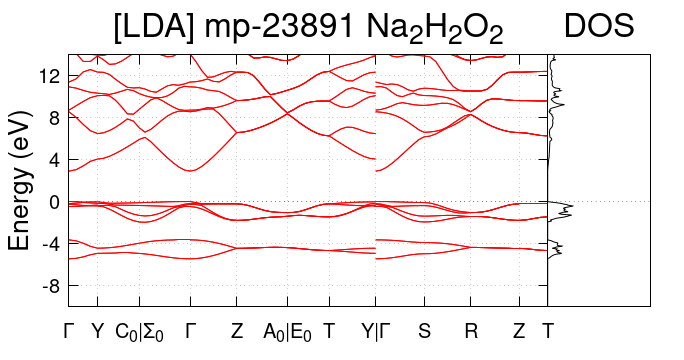 [LDA] mp-23891 Na₂H₂O₂ DOS
Energy (eV)
12
8
4
0
-4
-8
Γ Y C₀|Σ₀ Γ Z A₀|E₀ T Y|Γ S R Z T